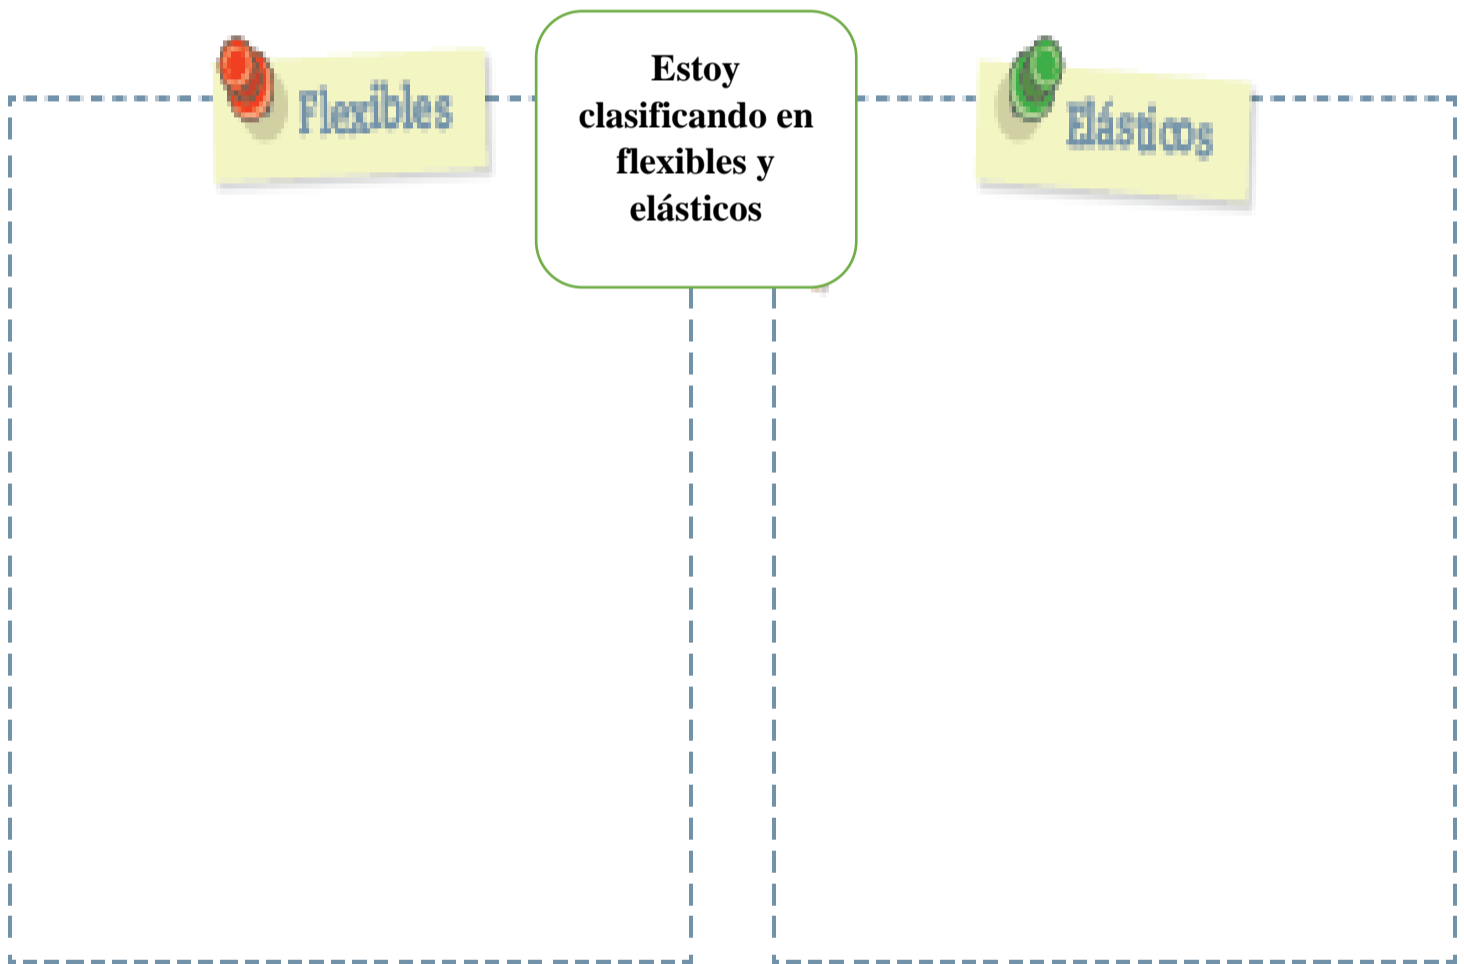 Flexibles
Estoy
clasificando en
flexibles y
elásticos
Elásticos